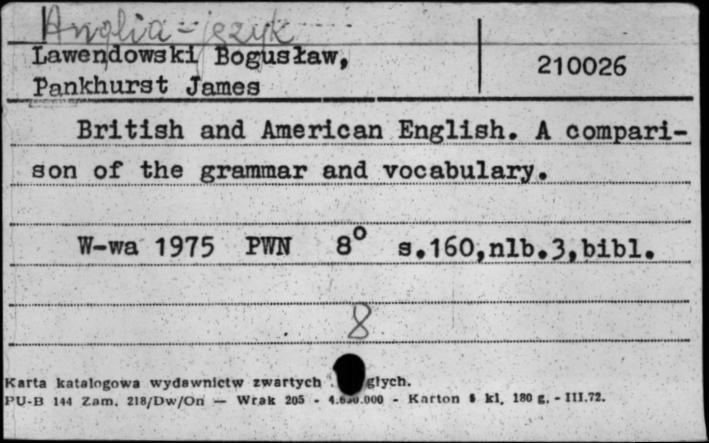 Anglia - język
Lawendowski Bogusław,
Pankhurst James
210026
British and American English. A compari-
son of the grammar and vocabulary.
W-wa 1975 PWN 8° s.160,nlb.3,bibl.
8
Karta katalogowa wydawnictw zwartych głych.
PU-B 144 Zam. 218/Dw/On — Wrak 205 - - Karton kl. 180 g. - III.72.